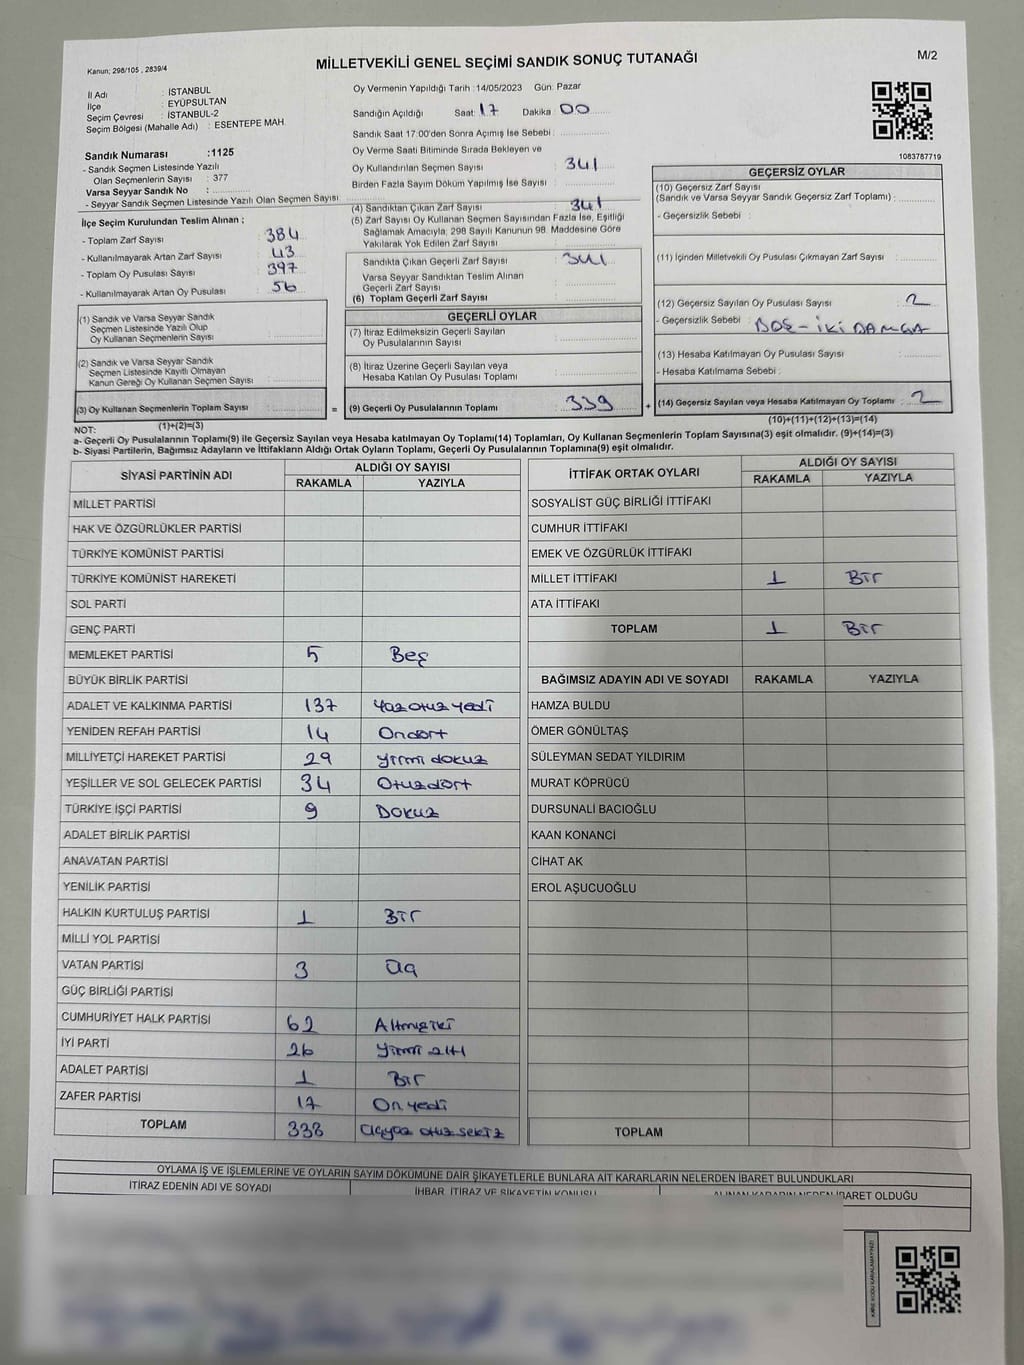 Kanun; 298/105 , 2839/4
MİLLETVEKİLİ GENEL SEÇİMİ SANDIK SONUÇ TUTANAĞI
M/2
İl Adı : İSTANBUL
İlçe : EYÜPSULTAN
Seçim Çevresi : İSTANBUL-2
Seçim Bölgesi (Mahalle Adı) : ESENTEPE MAH.
Sandık Numarası :1125
- Sandık Seçmen Listesinde Yazılı
Olan Seçmenlerin Sayısı : 377
Varsa Seyyar Sandık No :
- Seyyar Sandık Seçmen Listesinde Yazılı Olan Seçmen Sayısı :
İlçe Seçim Kurulundan Teslim Alınan ;
- Toplam Zarf Sayısı : 384
- Kullanılmayarak Artan Zarf Sayısı : 43
- Toplam Oy Pusulası Sayısı : 397
- Kullanılmayarak Artan Oy Pusulası : 56
(1) Sandık ve Varsa Seyyar Sandık
Seçmen Listesinde Yazılı Olup
Oy Kullanan Seçmenlerin Sayısı :
(2) Sandık ve Varsa Seyyar Sandık
Seçmen Listesinde Kayıtlı Olmayan
Kanun Gereği Oy Kullanan Seçmen Sayısı :
(3) Oy Kullanan Seçmenlerin Toplam Sayısı :
(1)+(2)=(3)
Oy Vermenin Yapıldığı Tarih : 14/05/2023 Gün: Pazar
Sandığın Açıldığı Saat: 17 Dakika : 00
Sandık Saat 17:00'den Sonra Açılmış İse Sebebi :
Oy Verme Saati Bitiminde Sırada Bekleyen ve
Oy Kullandırılan Seçmen Sayısı : 341
Birden Fazla Sayım Döküm Yapılmış İse Sayısı :
(4) Sandıktan Çıkan Zarf Sayısı : 341
(5) Zarf Sayısı Oy Kullanan Seçmen Sayısından Fazla İse, Eşitliği
Sağlamak Amacıyla, 298 Sayılı Kanunun 98. Maddesine Göre
Yakılarak Yok Edilen Zarf Sayısı :
Sandıkta Çıkan Geçerli Zarf Sayısı : 341
Varsa Seyyar Sandıktan Teslim Alınan
Geçerli Zarf Sayısı :
(6) Toplam Geçerli Zarf Sayısı :
GEÇERLİ OYLAR
(7) İtiraz Edilmeksizin Geçerli Sayılan
Oy Pusulalarının Sayısı :
(8) İtiraz Üzerine Geçerli Sayılan veya
Hesaba Katılan Oy Pusulası Toplamı :
= (9) Geçerli Oy Pusulalarının Toplamı : 339
1083787719
GEÇERSİZ OYLAR
(10) Geçersiz Zarf Sayısı
(Sandık ve Varsa Seyyar Sandık Geçersiz Zarf Toplamı) :
- Geçersizlik Sebebi :
(11) İçinden Milletvekili Oy Pusulası Çıkmayan Zarf Sayısı :
(12) Geçersiz Sayılan Oy Pusulası Sayısı : 2
- Geçersizlik Sebebi : BOŞ - İKİ DAMGA
(13) Hesaba Katılmayan Oy Pusulası Sayısı :
- Hesaba Katılmama Sebebi :
+ (14) Geçersiz Sayılan veya Hesaba Katılmayan Oy Toplamı : 2
(10)+(11)+(12)+(13)=(14)
NOT:
a- Geçerli Oy Pusulalarının Toplamı(9) ile Geçersiz Sayılan veya Hesaba katılmayan Oy Toplamı(14) Toplamları, Oy Kullanan Seçmenlerin Toplam Sayısına(3) eşit olmalıdır. (9)+(14)=(3)
b- Siyasi Partilerin, Bağımsız Adayların ve İttifakların Aldığı Ortak Oyların Toplamı, Geçerli Oy Pusulalarının Toplamına(9) eşit olmalıdır.
SİYASİ PARTİNİN ADI ALDIĞI OY SAYISI
RAKAMLA YAZIYLA
MİLLET PARTİSİ
HAK VE ÖZGÜRLÜKLER PARTİSİ
TÜRKİYE KOMÜNİST PARTİSİ
TÜRKİYE KOMÜNİST HAREKETİ
SOL PARTİ
GENÇ PARTİ
MEMLEKET PARTİSİ 5 Beş
BÜYÜK BİRLİK PARTİSİ
ADALET VE KALKINMA PARTİSİ 137 Yüz otuz yedi
YENİDEN REFAH PARTİSİ 14 Ondört
MİLLİYETÇİ HAREKET PARTİSİ 29 yirmi dokuz
YEŞİLLER VE SOL GELECEK PARTİSİ 34 Otuzdört
TÜRKİYE İŞÇİ PARTİSİ 9 Dokuz
ADALET BİRLİK PARTİSİ
ANAVATAN PARTİSİ
YENİLİK PARTİSİ
HALKIN KURTULUŞ PARTİSİ 1 Bir
MİLLİ YOL PARTİSİ
VATAN PARTİSİ 3 Üç
GÜÇ BİRLİĞİ PARTİSİ
CUMHURİYET HALK PARTİSİ 62 Altmışiki
İYİ PARTİ 26 Yirmi altı
ADALET PARTİSİ 1 Bir
ZAFER PARTİSİ 17 On yedi
TOPLAM 338 üçyüz otuz sekiz
İTTİFAK ORTAK OYLARI ALDIĞI OY SAYISI
RAKAMLA YAZIYLA
SOSYALİST GÜÇ BİRLİĞİ İTTİFAKI
CUMHUR İTTİFAKI
EMEK VE ÖZGÜRLÜK İTTİFAKI
MİLLET İTTİFAKI 1 Bir
ATA İTTİFAKI
TOPLAM 1 Bir
BAĞIMSIZ ADAYIN ADI VE SOYADI RAKAMLA YAZIYLA
HAMZA BULDU
ÖMER GÖNÜLTAŞ
SÜLEYMAN SEDAT YILDIRIM
MURAT KÖPRÜCÜ
DURSUNALİ BACIOĞLU
KAAN KONANCİ
CİHAT AK
EROL AŞUCUOĞLU
TOPLAM
OYLAMA İŞ VE İŞLEMLERİNE VE OYLARIN SAYIM DÖKÜMÜNE DAİR ŞİKAYETLERLE BUNLARA AİT KARARLARIN NELERDEN İBARET BULUNDUKLARI
İTİRAZ EDENİN ADI VE SOYADI İHBAR, İTİRAZ VE ŞİKAYETİN KONUSU ALINAN KARARIN NEDEN İBARET OLDUĞU
KARE KODU KARALAMAYINIZ!